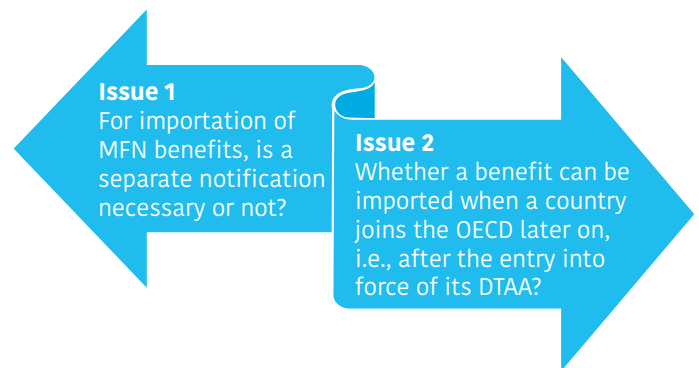 Issue 1
For importation of
MFN benefits, is a
separate notification
necessary or not?
Issue 2
Whether a benefit can be
imported when a country
joins the OECD later on,
i.e., after the entry into
force of its DTAA?